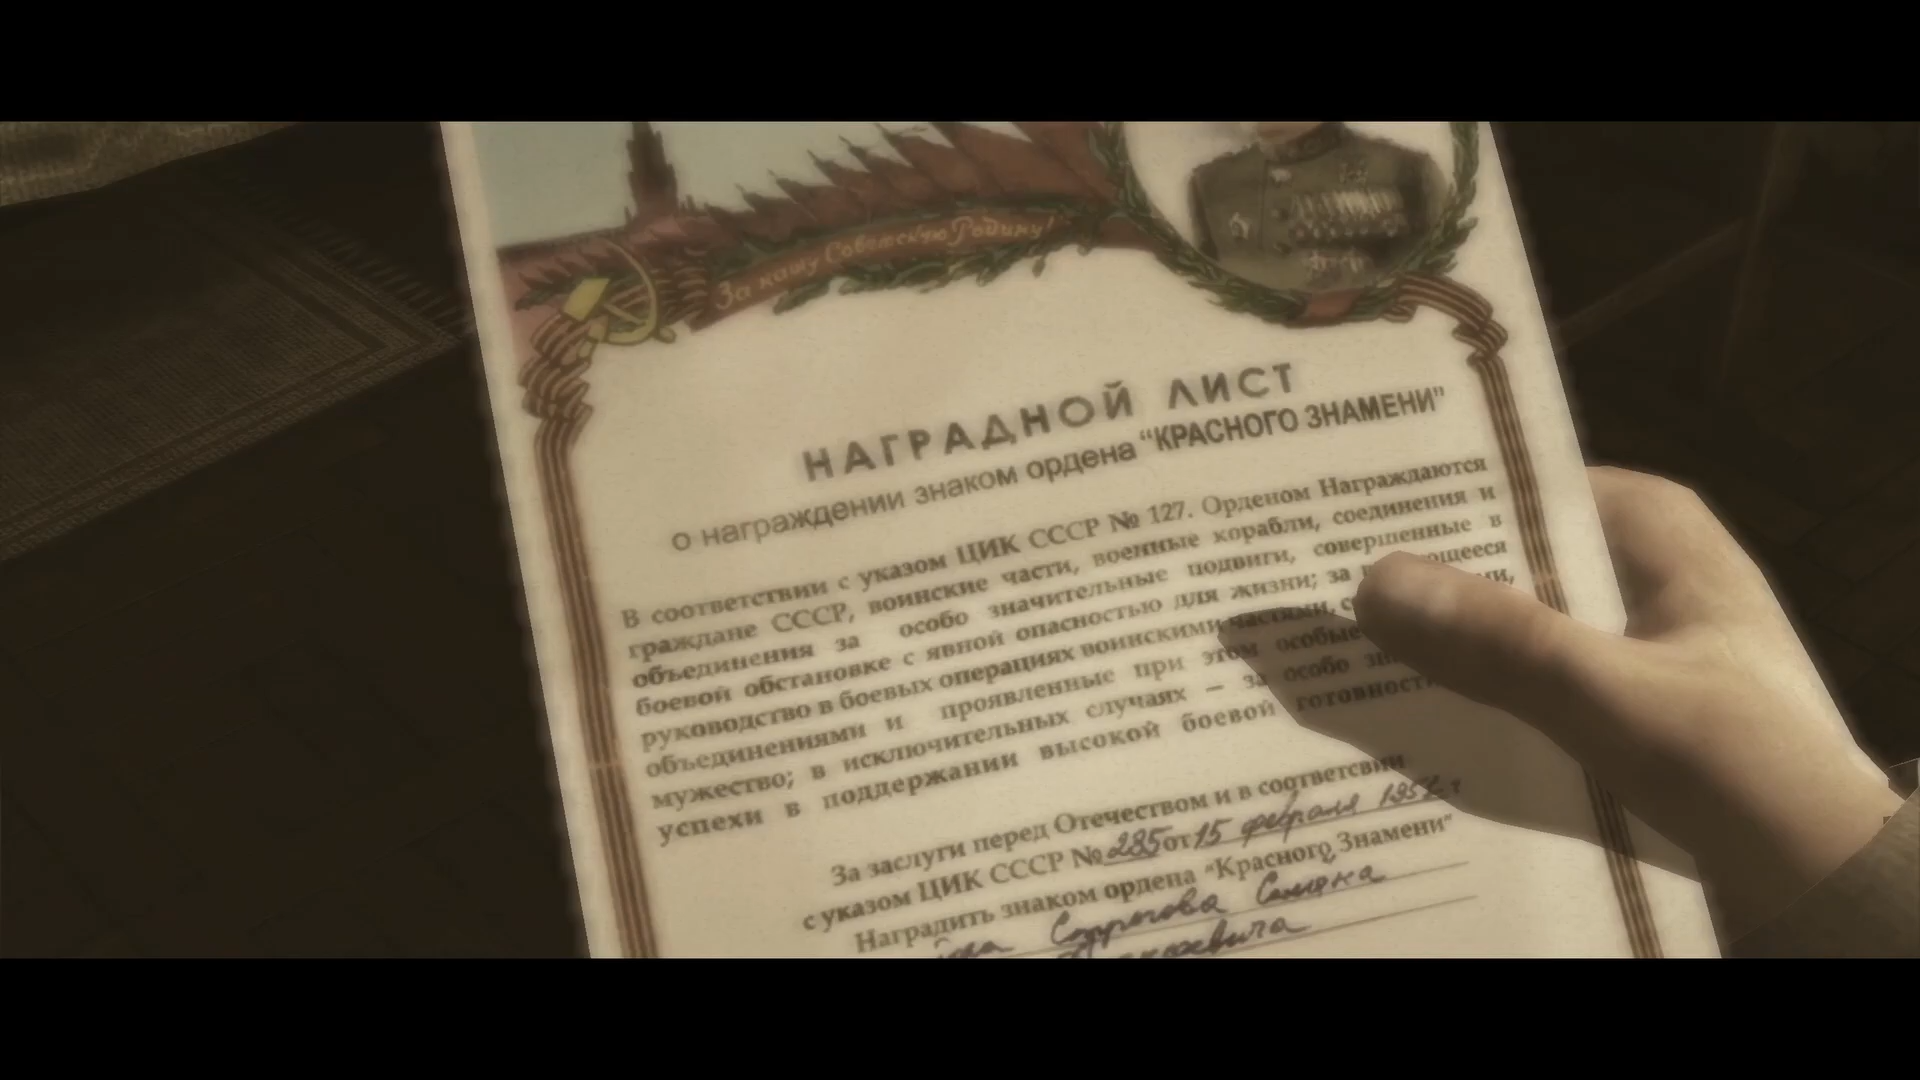 За нашу Советскую Родину!
НАГРАДНОЙ ЛИСТ
о награждении знаком ордена “КРАСНОГО ЗНАМЕНИ”
В соответствии с указом ЦИК СССР № 127. Орденом Награждаются
граждане СССР, воинские части, военные корабли, соединения и
объединения за особо значительные подвиги, совершенные в
боевой обстановке с явной опасностью для жизни; за
руководство в боевых операциях воинскими частями,
объединениями и проявленные при этом особые
мужество; в исключительных случаях – за особо
успехи в поддержании высокой боевой готовности
За заслуги перед Отечеством и в соответсвии
с указом ЦИК СССР № 285 от 15 февраля
Наградить знаком ордена “Красного Знамени”